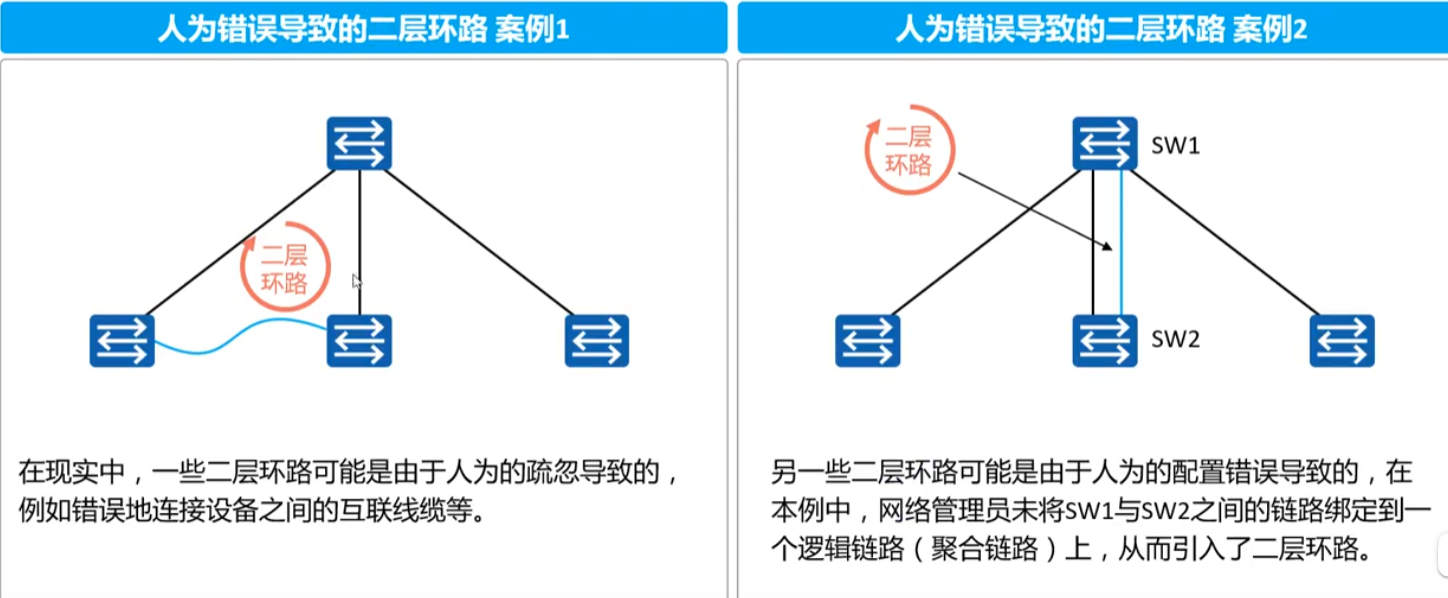 人为错误导致的二层环路 案例1
二层
环路
在现实中，一些二层环路可能是由于人为的疏忽导致的，
例如错误地连接设备之间的互联线缆等。
人为错误导致的二层环路 案例2
二层
环路
SW1
SW2
另一些二层环路可能是由于人为的配置错误导致的，在
本例中，网络管理员未将SW1与SW2之间的链路绑定到一
个逻辑链路（聚合链路）上，从而引入了二层环路。